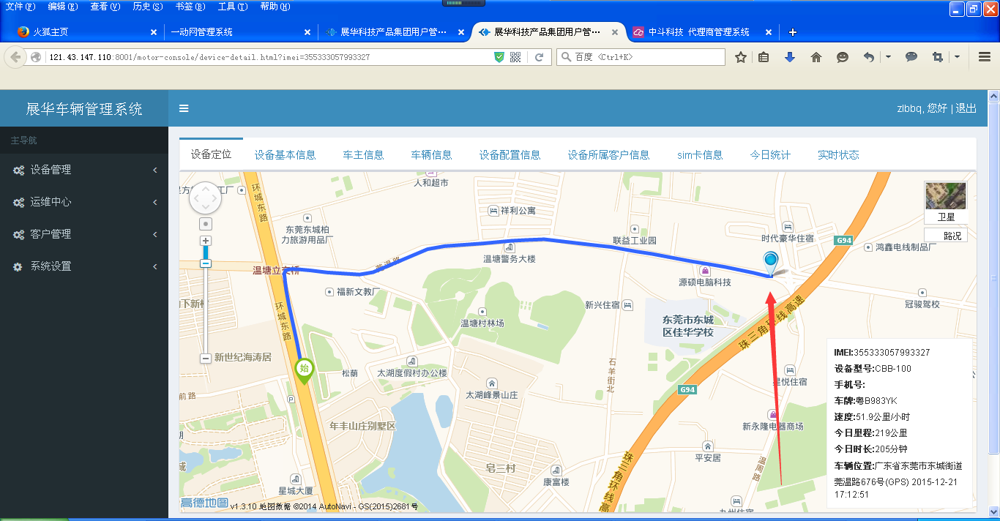 文件(F) 编辑(E) 查看(V) 历史(S) 书签(B) 工具(T) 帮助(H)
火狐主页
一动网管理系统
展华科技产品集团用户管···
展华科技产品集团用户管···
中斗科技 代理商管理系统
121.43.147.110:8001/motor-console/device-detail.html?imei=355333057993327
百度 <Ctrl+K>
展华车辆管理系统
zlbbq, 您好 | 退出
主导航
设备管理
运维中心
客户管理
系统设置
设备定位 设备基本信息 车主信息 车辆信息 设备配置信息 设备所属客户信息 sim卡信息 今日统计 实时状态
人和超市
工厂
环城东路
祥利公寓
卫星
路况
东莞东城柏
力旅游用品厂
联益工业园
时代豪华住宿
G94
鸿鑫电线制品厂
温塘警务大楼
温塘立交桥
源硕电脑科技
福新文教厂
新兴住宿
冠骏驾校
环城东路
温塘村林场
东莞市东城
区佳华学校
珠三角环线高速
新世纪海涛居
始
松荫
太湖度假村办公楼
石羊街北
星悦住宿
G94
太湖峰景山庄
前路
年丰山庄别墅区
新永隆电器商场
皂三村
平安居
温周路
珠三角环线高
星城大厦
康富楼
九州住宿
高德地图 v1.3.10 地图数据 ©2014 AutoNavi - GS(2015)2681号
IMEI:355333057993327
设备型号:CBB-100
手机号:
车牌:粤B983YK
速度:51.9公里/小时
今日里程:219公里
今日时长:205分钟
车辆位置:广东省东莞市东城街道
莞温路676号(GPS) 2015-12-21
17:12:51